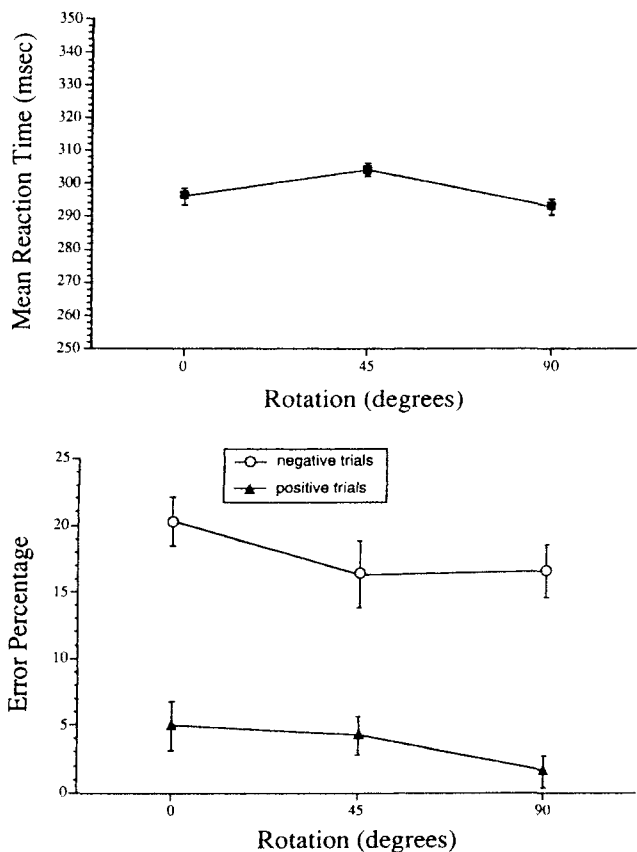 Mean Reaction Time (msec)
350
340
330
320
310
300
290
280
270
260
250
0 45 90
Rotation (degrees)
Error Percentage
25
20
15
10
5
0
negative trials
positive trials
0 45 90
Rotation (degrees)